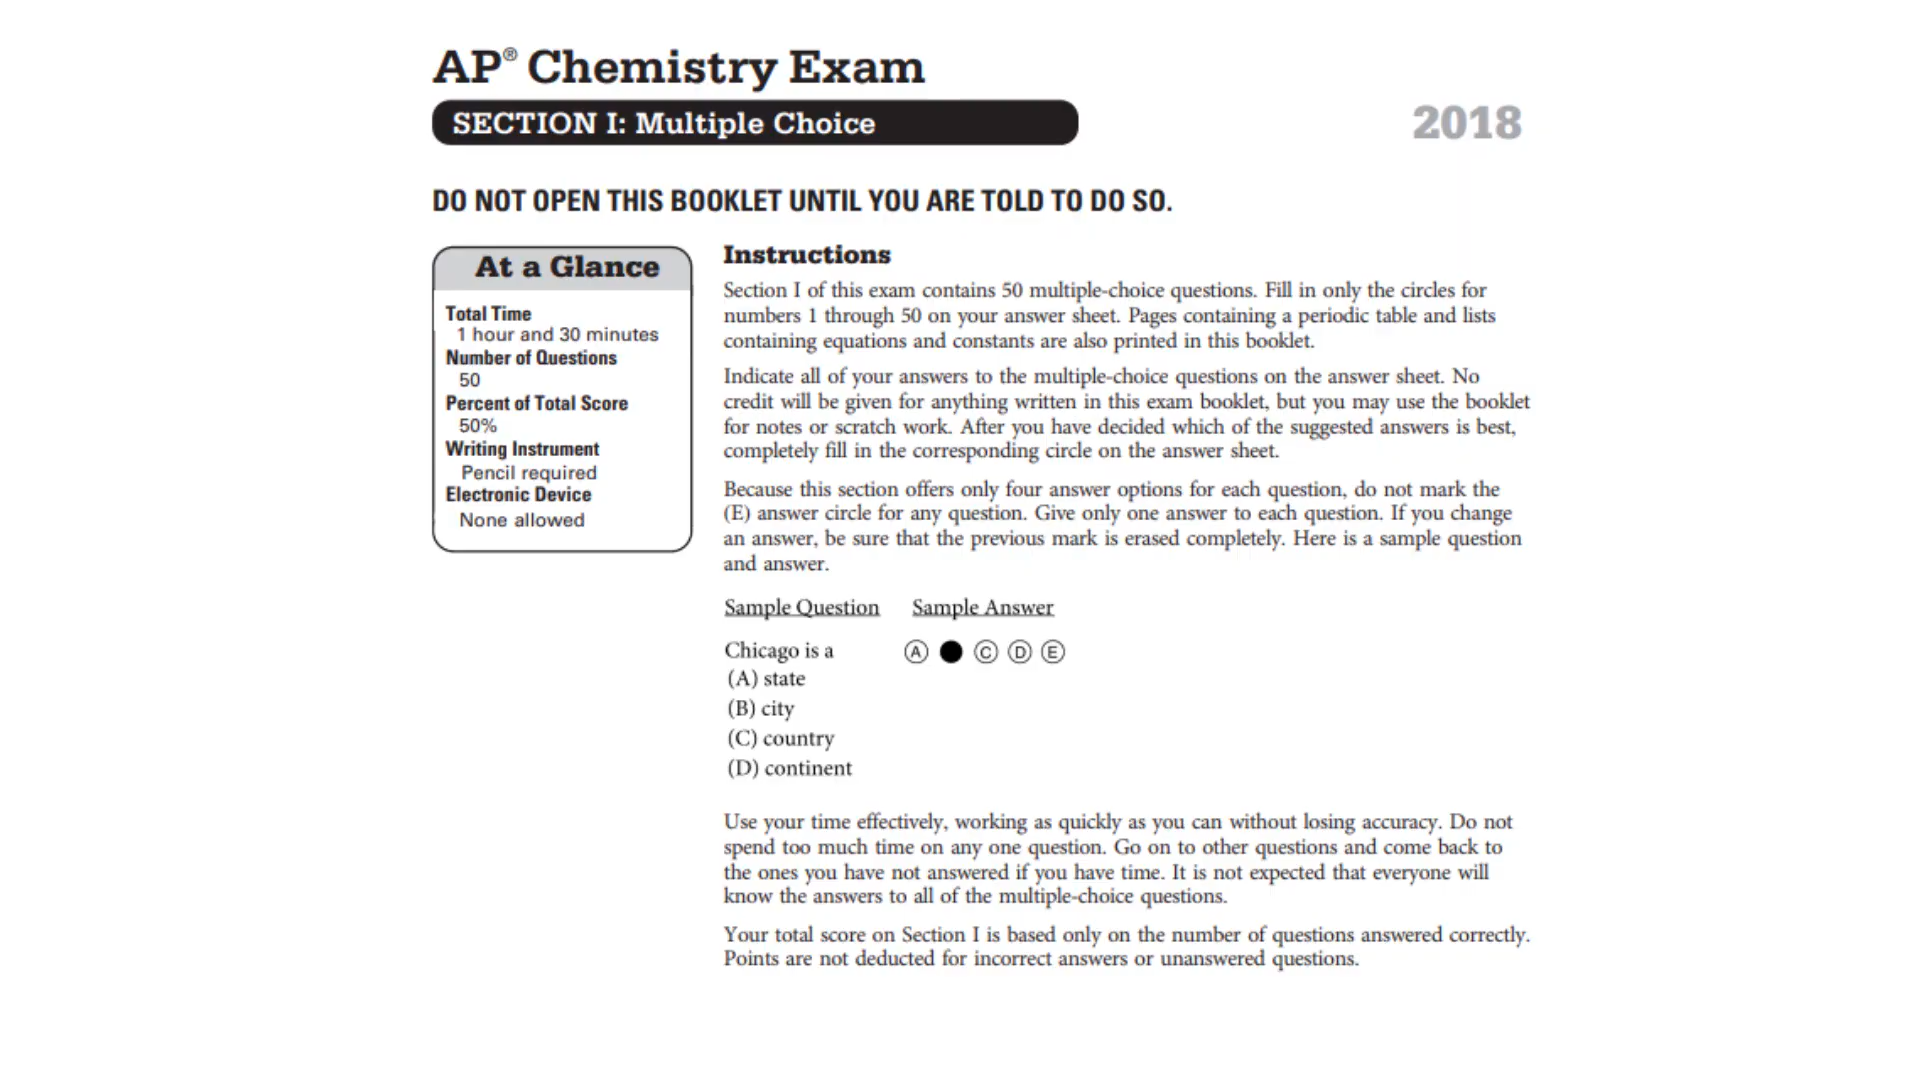 AP® Chemistry Exam
SECTION I: Multiple Choice
2018
DO NOT OPEN THIS BOOKLET UNTIL YOU ARE TOLD TO DO SO.
At a Glance
Total Time
1 hour and 30 minutes
Number of Questions
50
Percent of Total Score
50%
Writing Instrument
Pencil required
Electronic Device
None allowed
Instructions
Section I of this exam contains 50 multiple-choice questions. Fill in only the circles for
numbers 1 through 50 on your answer sheet. Pages containing a periodic table and lists
containing equations and constants are also printed in this booklet.
Indicate all of your answers to the multiple-choice questions on the answer sheet. No
credit will be given for anything written in this exam booklet, but you may use the booklet
for notes or scratch work. After you have decided which of the suggested answers is best,
completely fill in the corresponding circle on the answer sheet.
Because this section offers only four answer options for each question, do not mark the
(E) answer circle for any question. Give only one answer to each question. If you change
an answer, be sure that the previous mark is erased completely. Here is a sample question
and answer.
Sample Question Sample Answer
Chicago is a Ⓐ ● Ⓒ Ⓓ Ⓔ
(A) state
(B) city
(C) country
(D) continent
Use your time effectively, working as quickly as you can without losing accuracy. Do not
spend too much time on any one question. Go on to other questions and come back to
the ones you have not answered if you have time. It is not expected that everyone will
know the answers to all of the multiple-choice questions.
Your total score on Section I is based only on the number of questions answered correctly.
Points are not deducted for incorrect answers or unanswered questions.